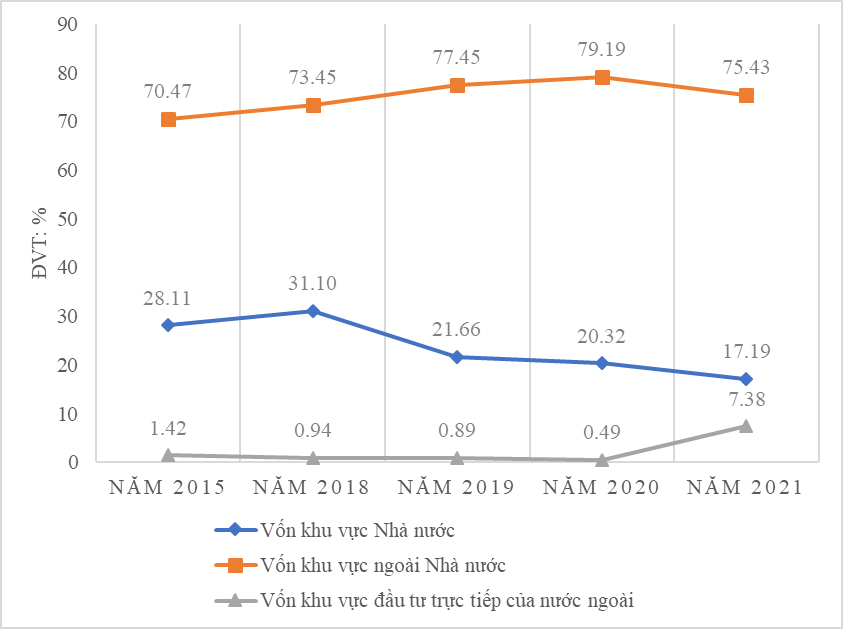 ĐVT: %
90
80
70
60
50
40
30
20
10
0
70.47 73.45 77.45 79.19 75.43
28.11 31.10 21.66 20.32 17.19
1.42 0.94 0.89 0.49 7.38
NĂM 2015 NĂM 2018 NĂM 2019 NĂM 2020 NĂM 2021
Vốn khu vực Nhà nước
Vốn khu vực ngoài Nhà nước
Vốn khu vực đầu tư trực tiếp của nước ngoài